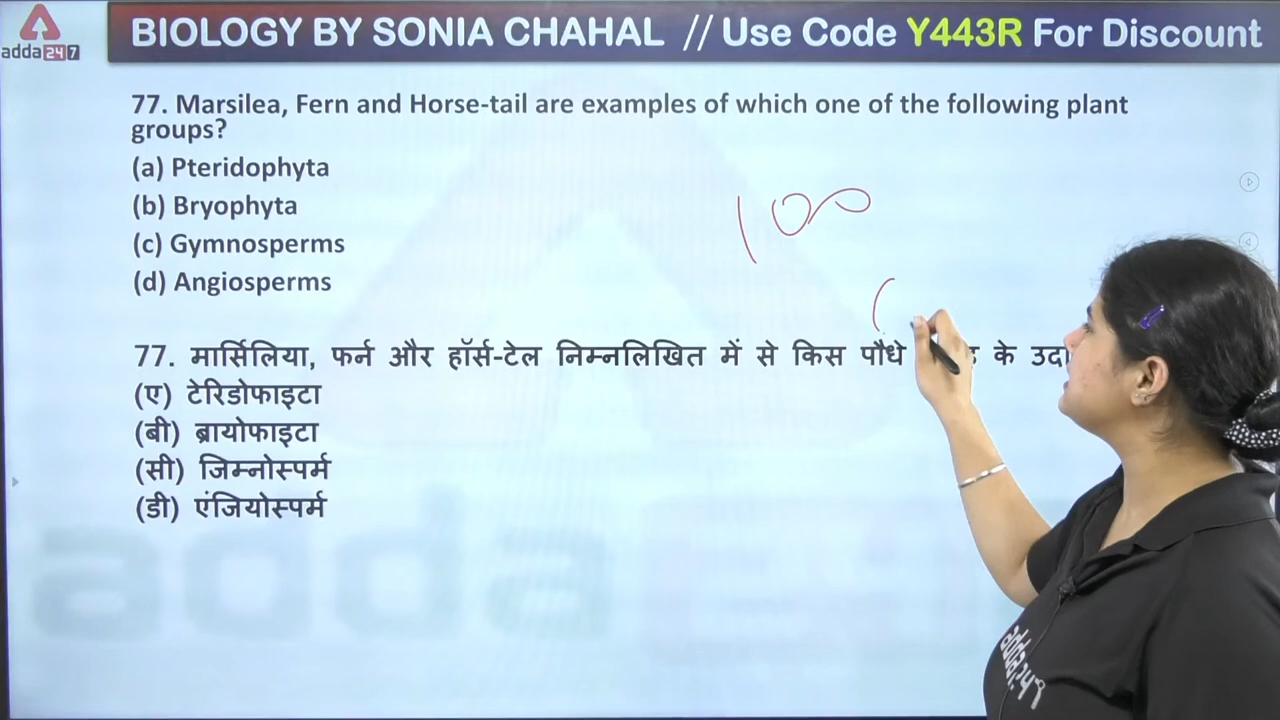 adda247
BIOLOGY BY SONIA CHAHAL // Use Code Y443R For Discount
77. Marsilea, Fern and Horse-tail are examples of which one of the following plant
groups?
(a) Pteridophyta
(b) Bryophyta
(c) Gymnosperms
(d) Angiosperms
100
77. मार्सिलिया, फर्न और हॉर्स-टेल निम्नलिखित में से किस पौधे के
(ए) टेरिडोफाइटा
(बी) ब्रायोफाइटा
(सी) जिम्नोस्पर्म
(डी) एंजियोस्पर्म
adda
adda247